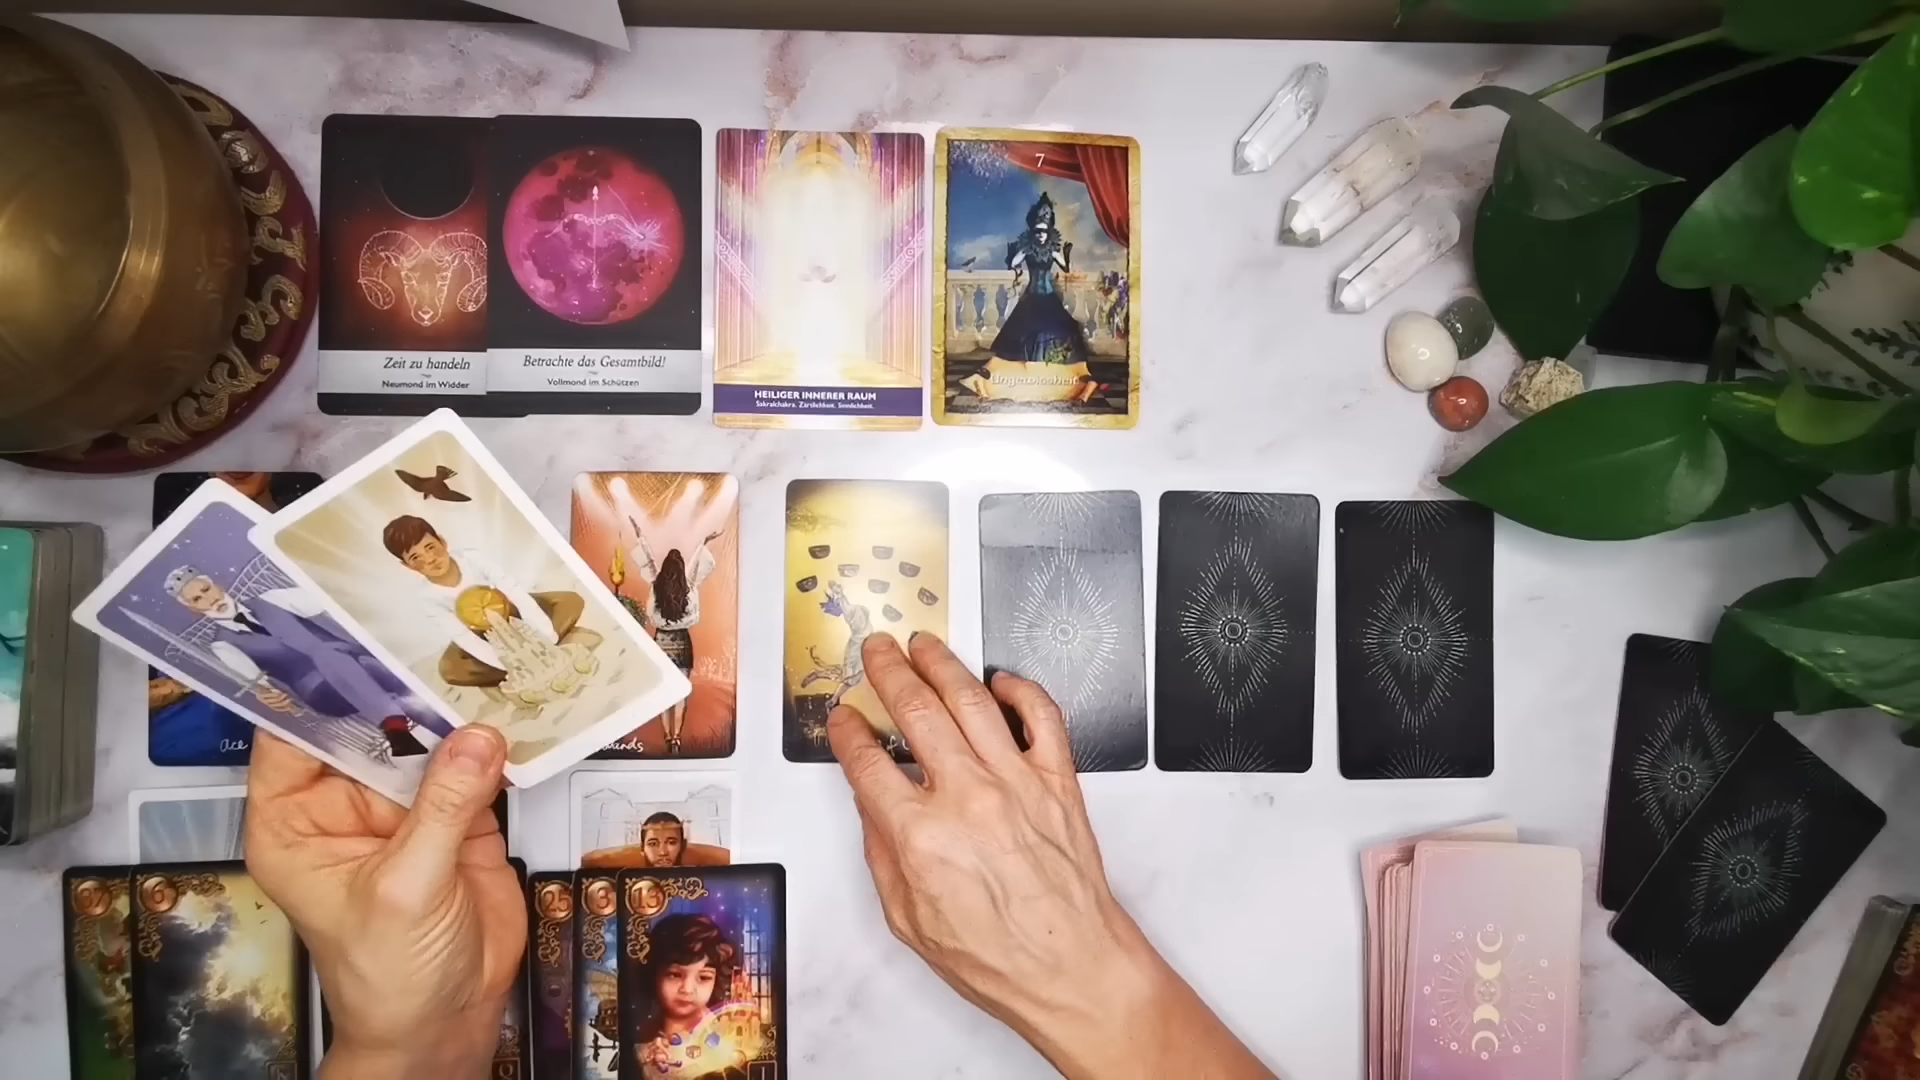 Zeit zu handeln
Neumond im Widder
Betrachte das Gesamtbild!
Vollmond im Schützen
HEILIGER INNERER RAUM
Sakralchakra. Zärtlichkeit. Sinnlichkeit.
7
Ungewissheit
Ace
of
6
25
3
13